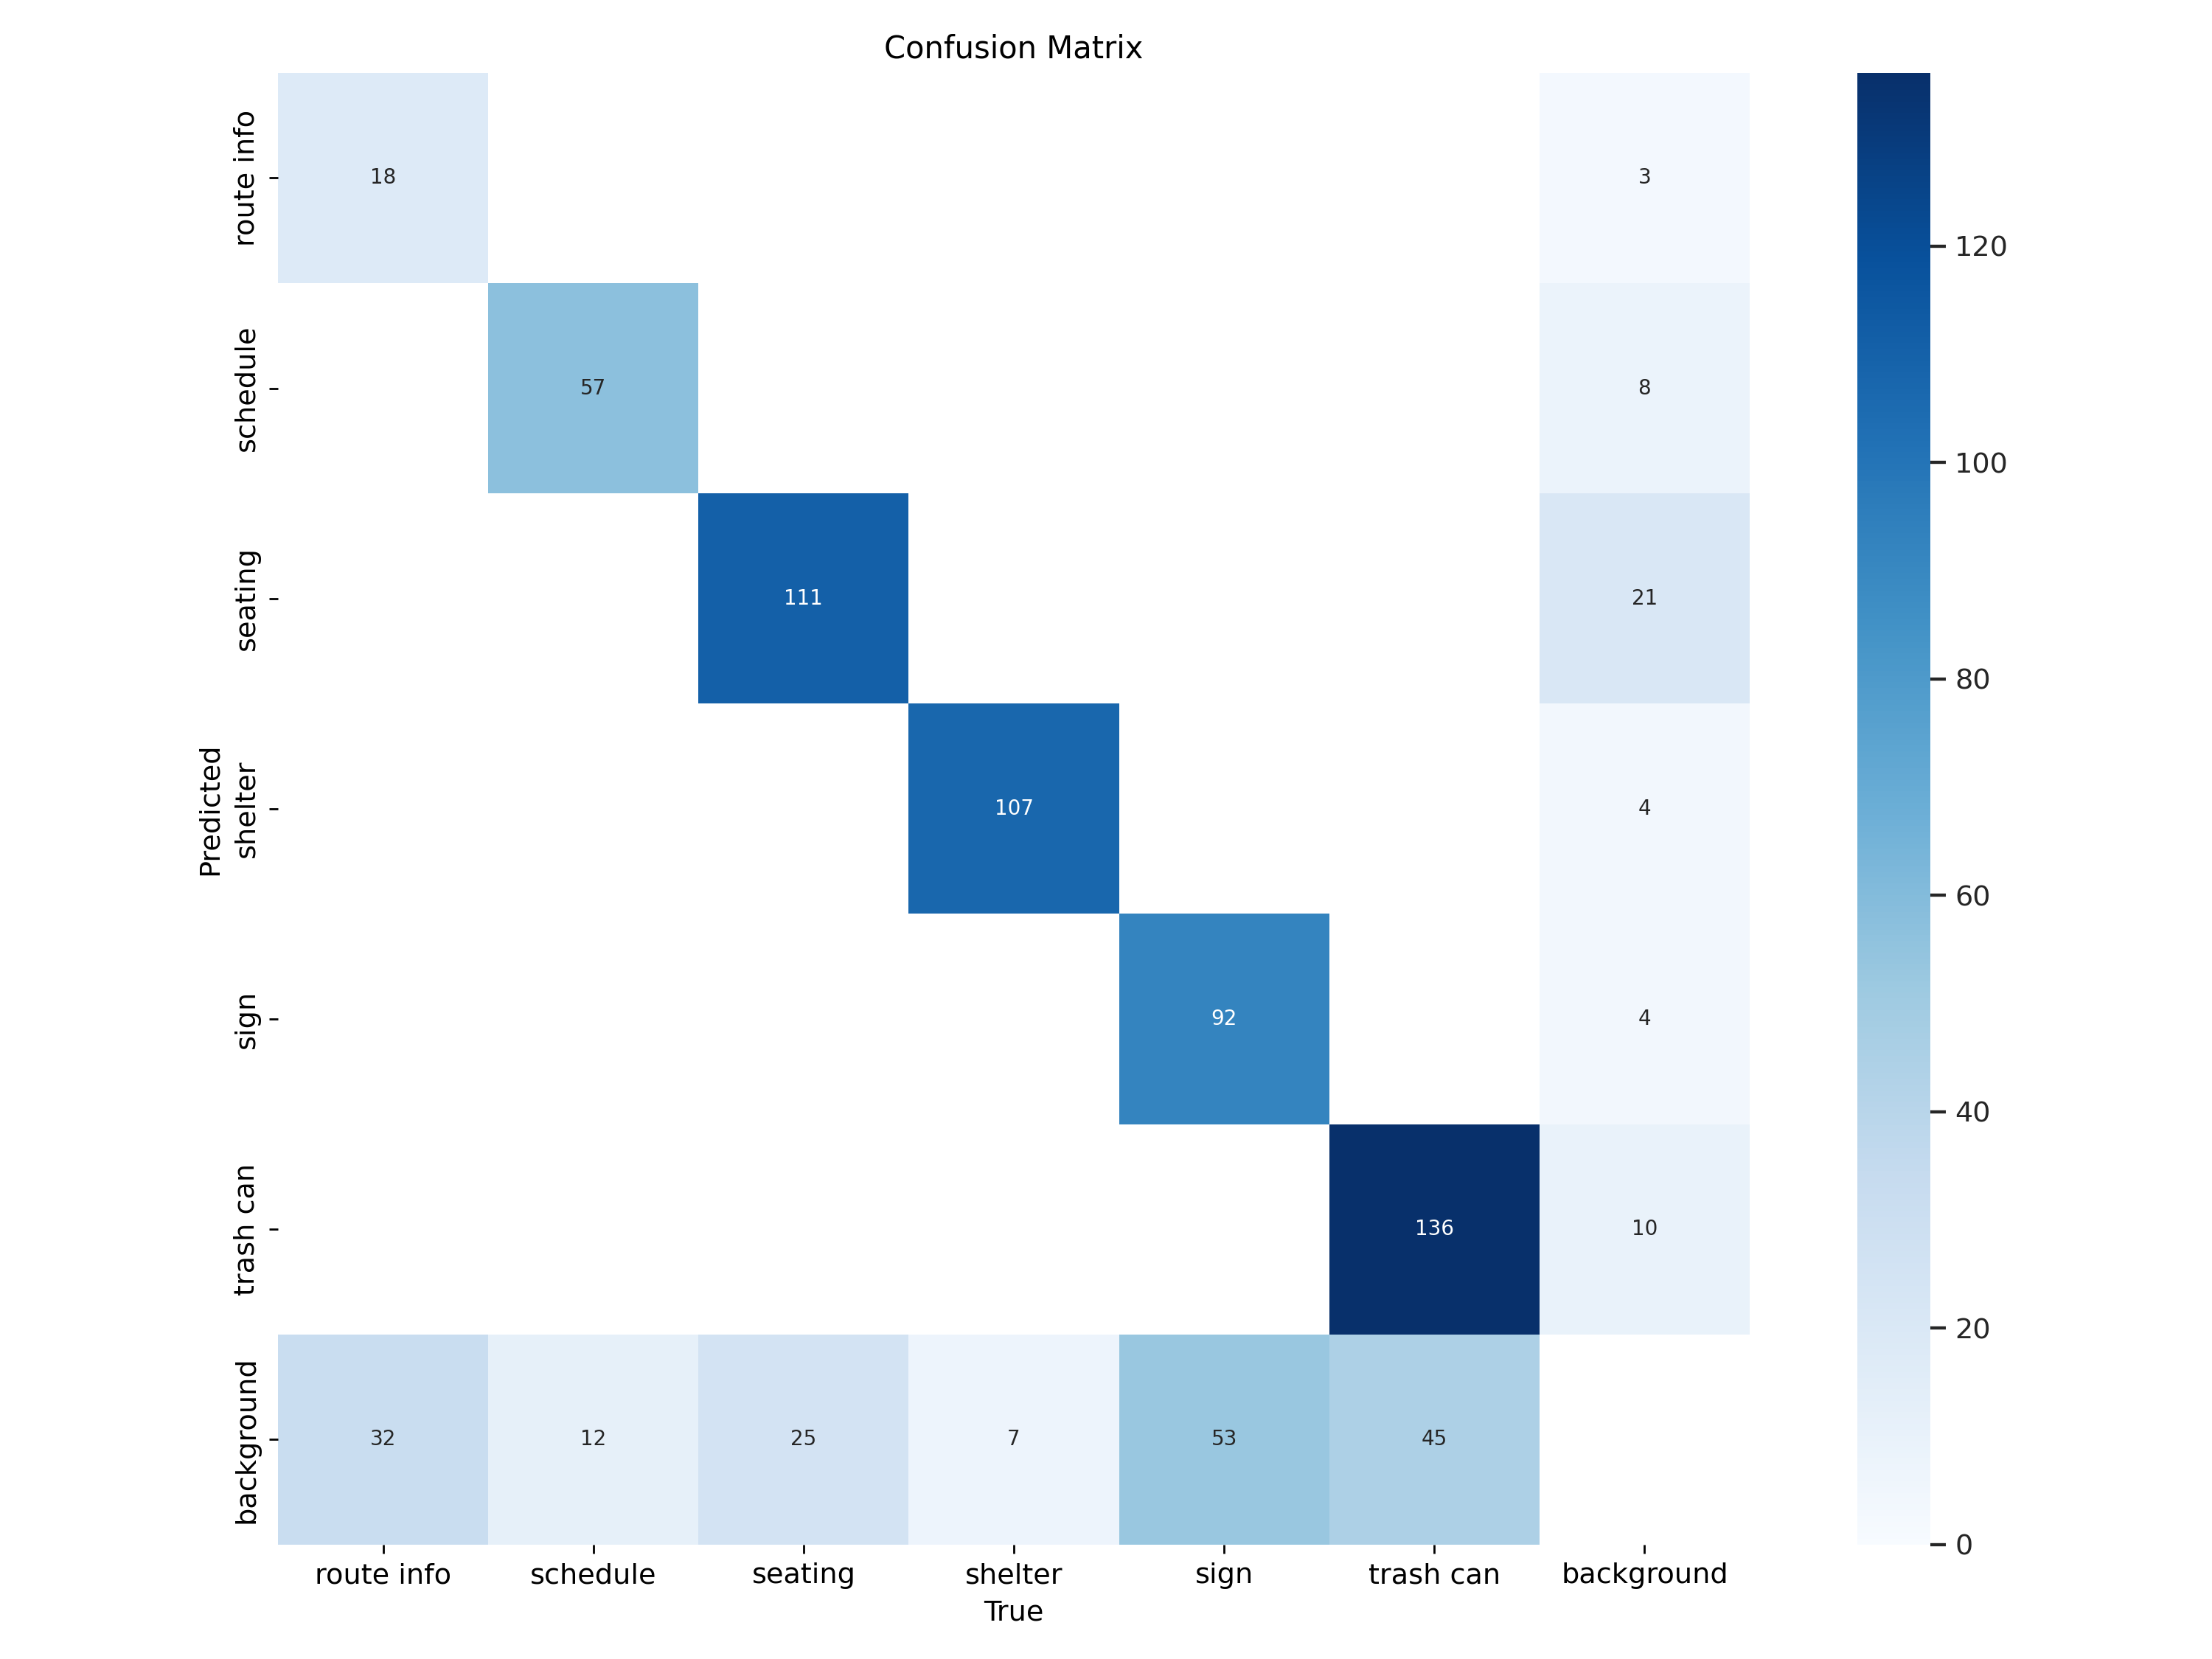 Confusion Matrix
Predicted
route info
18
3
schedule
57
8
seating
111
21
shelter
107
4
sign
92
4
trash can
136
10
background
32
12
25
7
53
45
route info
schedule
seating
shelter
sign
trash can
background
True
120
100
80
60
40
20
0